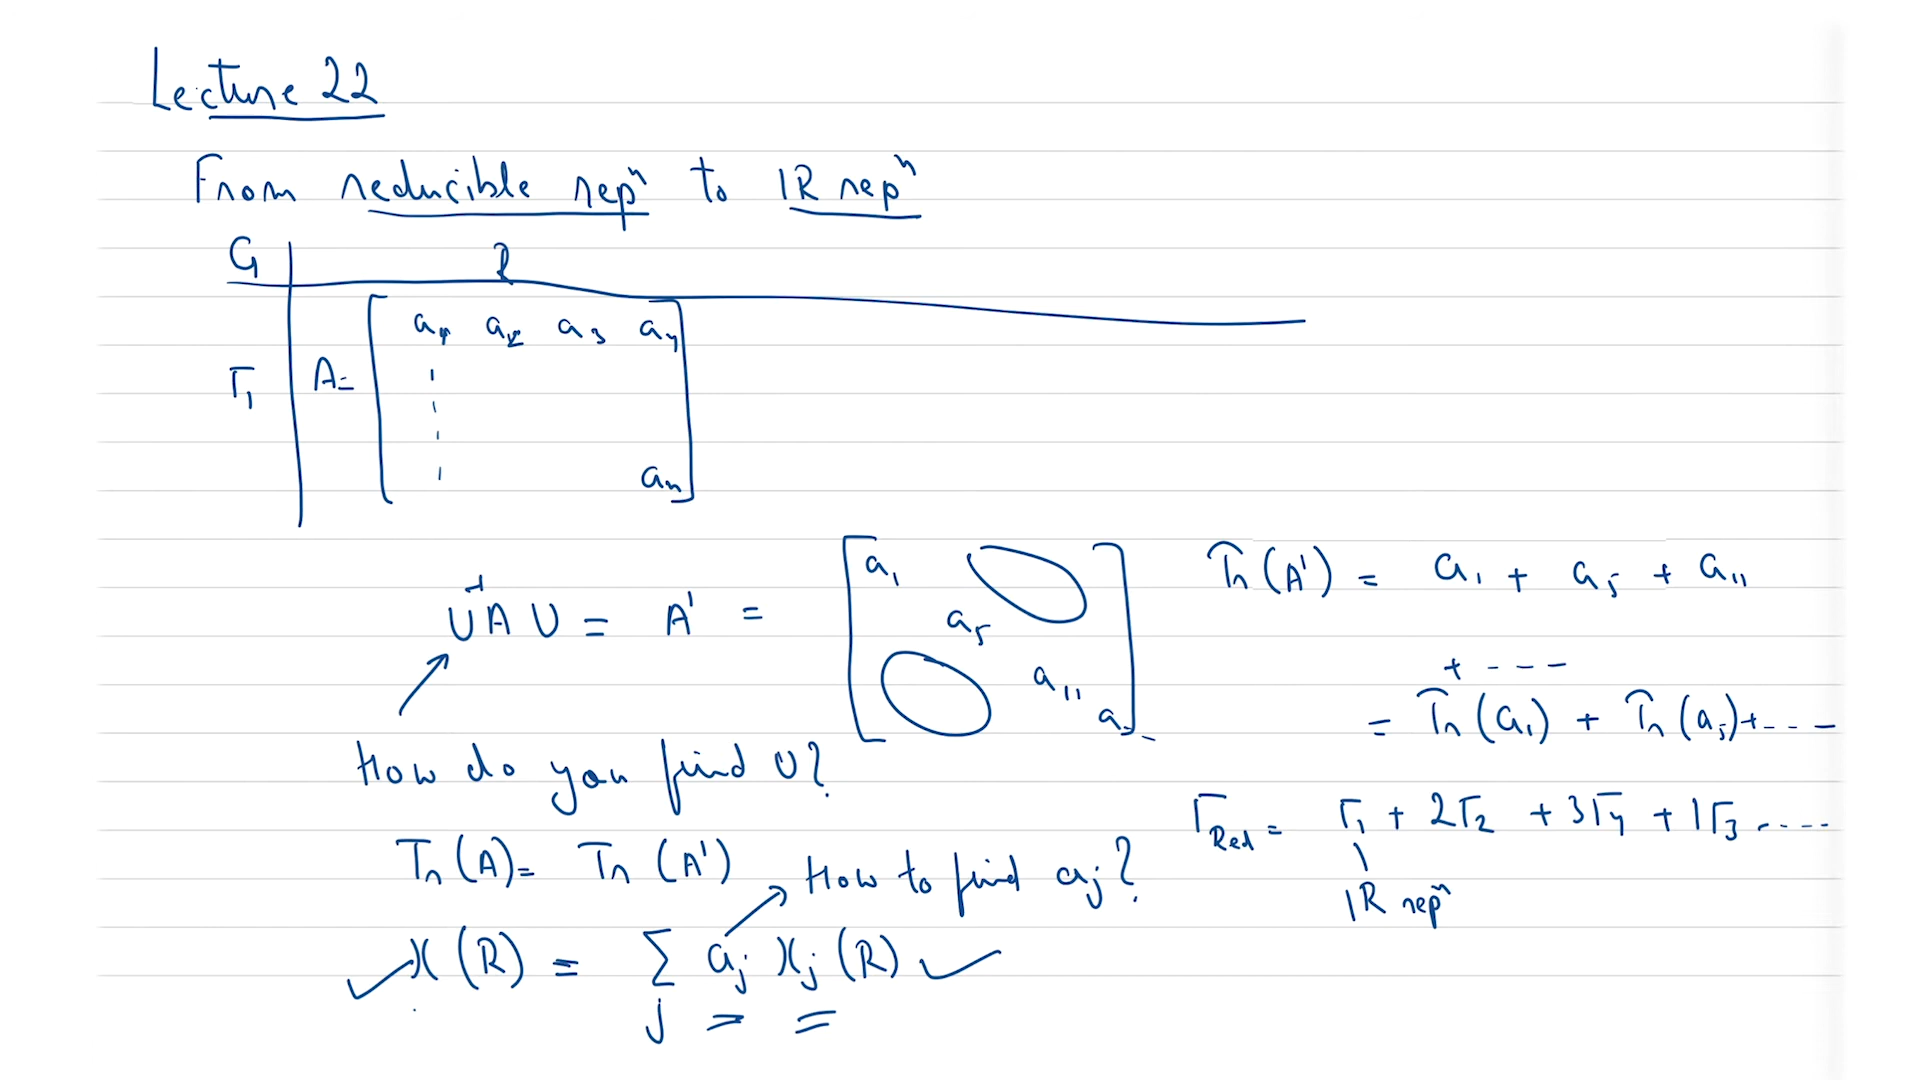 Lecture 22
From reducible repⁿ to IR repⁿ
G R
Γ₁ A = [ a₁ a₂ a₃ a₄
aₙ ]
U⁻¹ A U = A' = [ a₁ a₅ a₁₁ a ]
Tr (A') = a₁ + a₅ + a₁₁
+ - - -
= Tr (a₁) + Tr (a₅) + - - -
How do you find U?
Γ_Red = Γ₁ + 2Γ₂ + 3Γ₄ + 1Γ₃ ....
IR repⁿ
Tr (A) = Tr (A')
How to find aⱼ?
✓ χ (R) = Σ_j aⱼ χⱼ (R) ✓